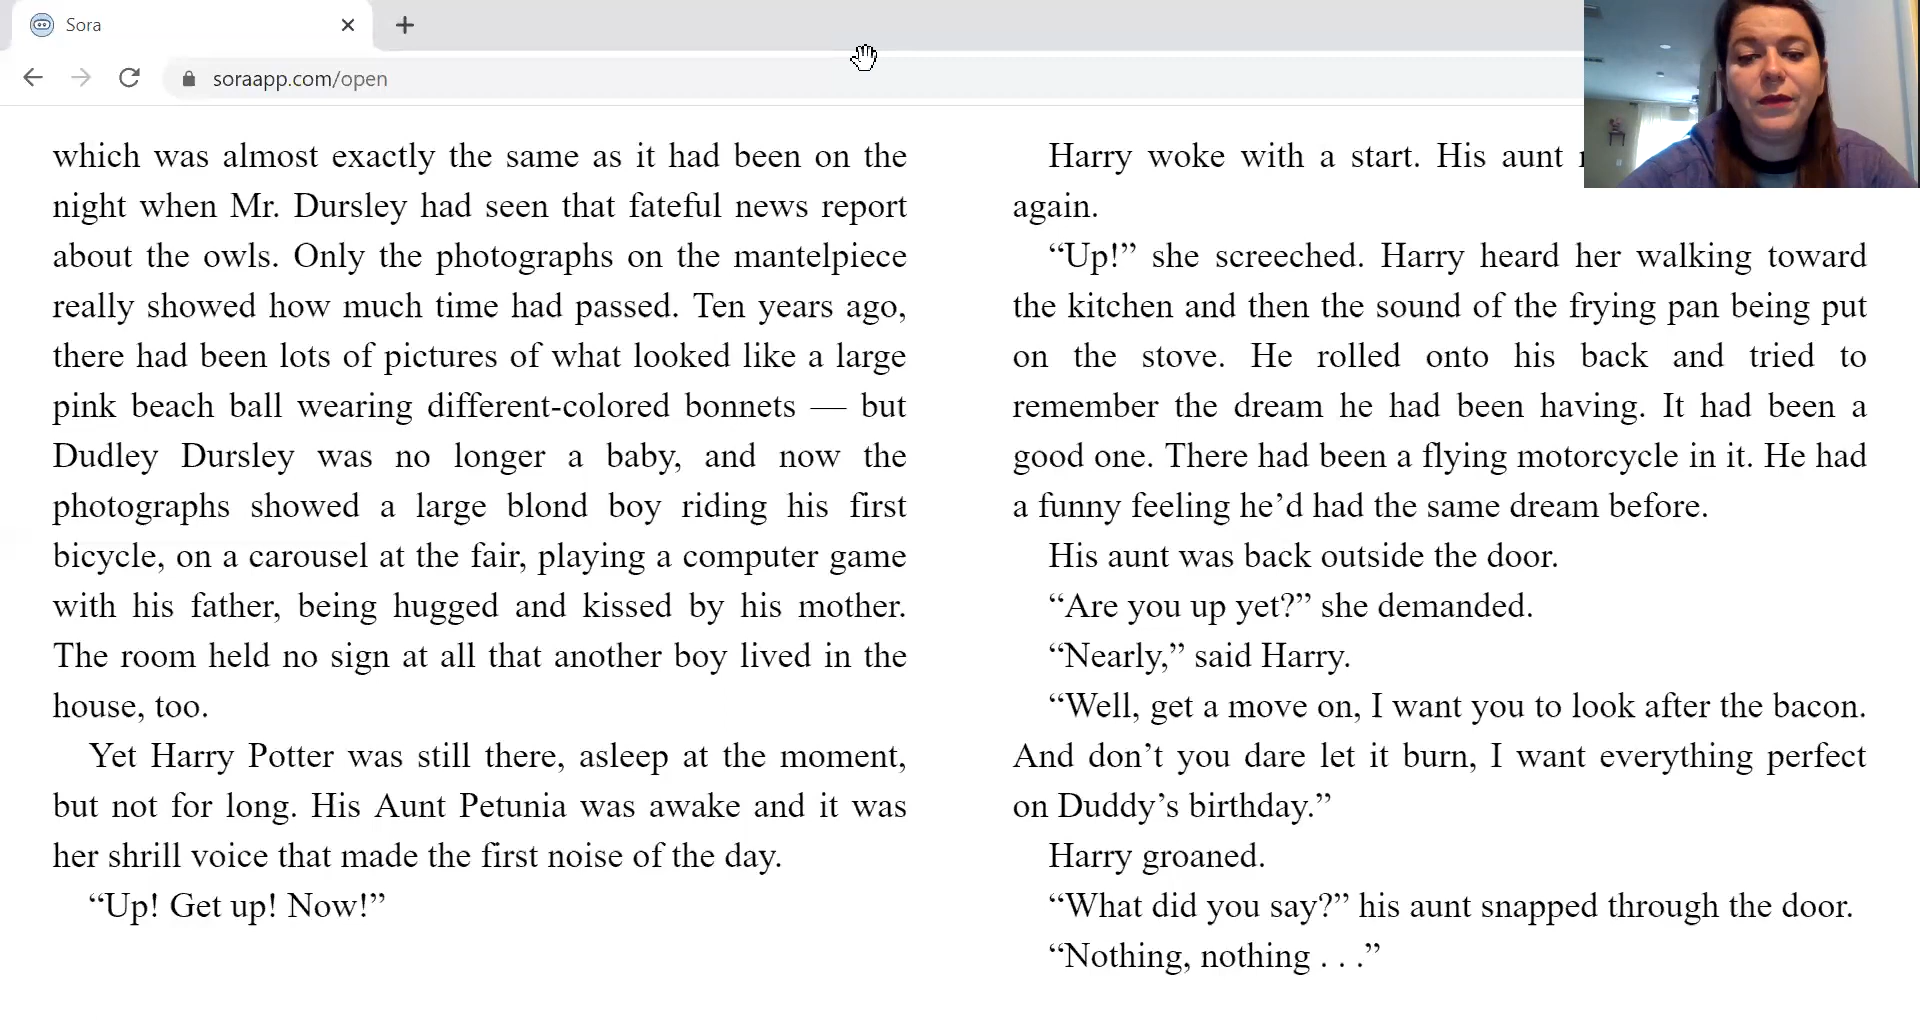 Sora
soraapp.com/open
which was almost exactly the same as it had been on the
night when Mr. Dursley had seen that fateful news report
about the owls. Only the photographs on the mantelpiece
really showed how much time had passed. Ten years ago,
there had been lots of pictures of what looked like a large
pink beach ball wearing different-colored bonnets — but
Dudley Dursley was no longer a baby, and now the
photographs showed a large blond boy riding his first
bicycle, on a carousel at the fair, playing a computer game
with his father, being hugged and kissed by his mother.
The room held no sign at all that another boy lived in the
house, too.
Yet Harry Potter was still there, asleep at the moment,
but not for long. His Aunt Petunia was awake and it was
her shrill voice that made the first noise of the day.
“Up! Get up! Now!”
Harry woke with a start. His aunt
again.
“Up!” she screeched. Harry heard her walking toward
the kitchen and then the sound of the frying pan being put
on the stove. He rolled onto his back and tried to
remember the dream he had been having. It had been a
good one. There had been a flying motorcycle in it. He had
a funny feeling he’d had the same dream before.
His aunt was back outside the door.
“Are you up yet?” she demanded.
“Nearly,” said Harry.
“Well, get a move on, I want you to look after the bacon.
And don’t you dare let it burn, I want everything perfect
on Duddy’s birthday.”
Harry groaned.
“What did you say?” his aunt snapped through the door.
“Nothing, nothing . . .”